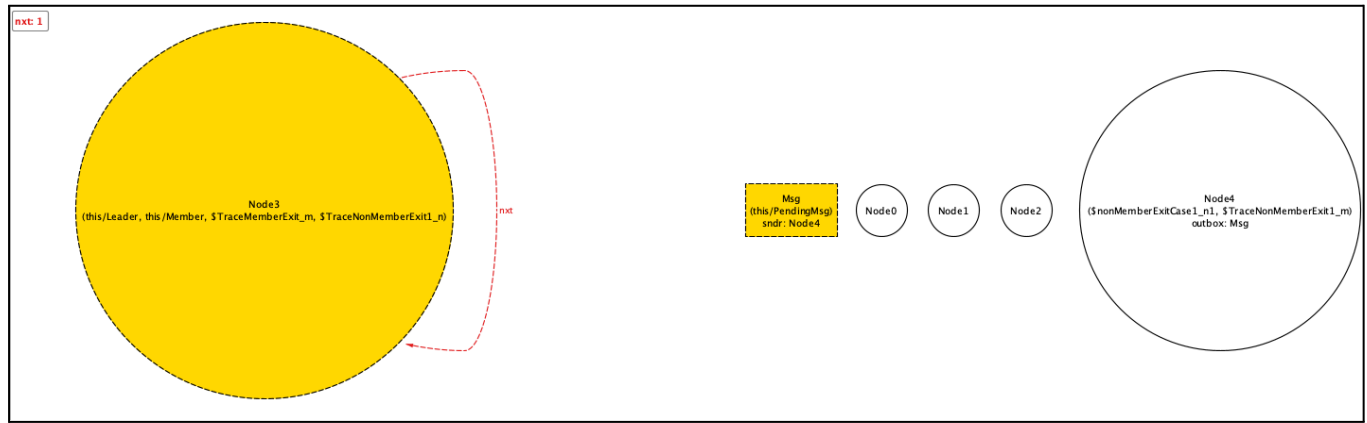 nxt: 1
Node3
(this/Leader, this/Member, $TraceMemberExit_m, $TraceNonMemberExit1_n)
nxt
Msg
(this/PendingMsg)
sndr: Node4
Node0
Node1
Node2
Node4
($nonMemberExitCase1_n1, $TraceNonMemberExit1_m)
outbox: Msg